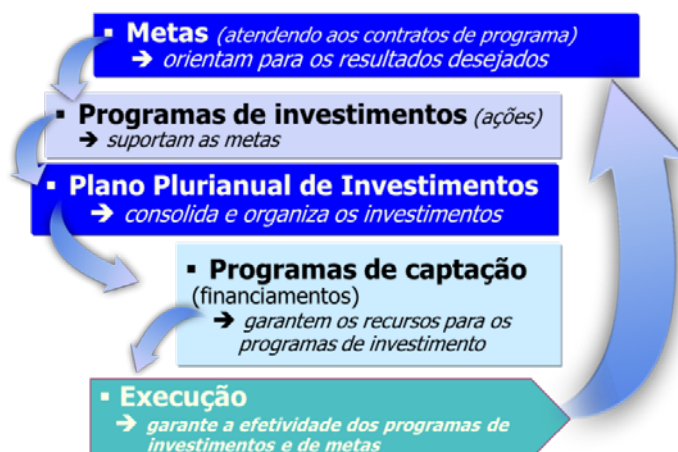 ▪ Metas (atendendo aos contratos de programa)
➔ orientam para os resultados desejados
▪ Programas de investimentos (ações)
➔ suportam as metas
▪ Plano Plurianual de Investimentos
➔ consolida e organiza os investimentos
▪ Programas de captação
(financiamentos)
➔ garantem os recursos para os
programas de investimento
▪ Execução
➔ garante a efetividade dos programas de
investimentos e de metas